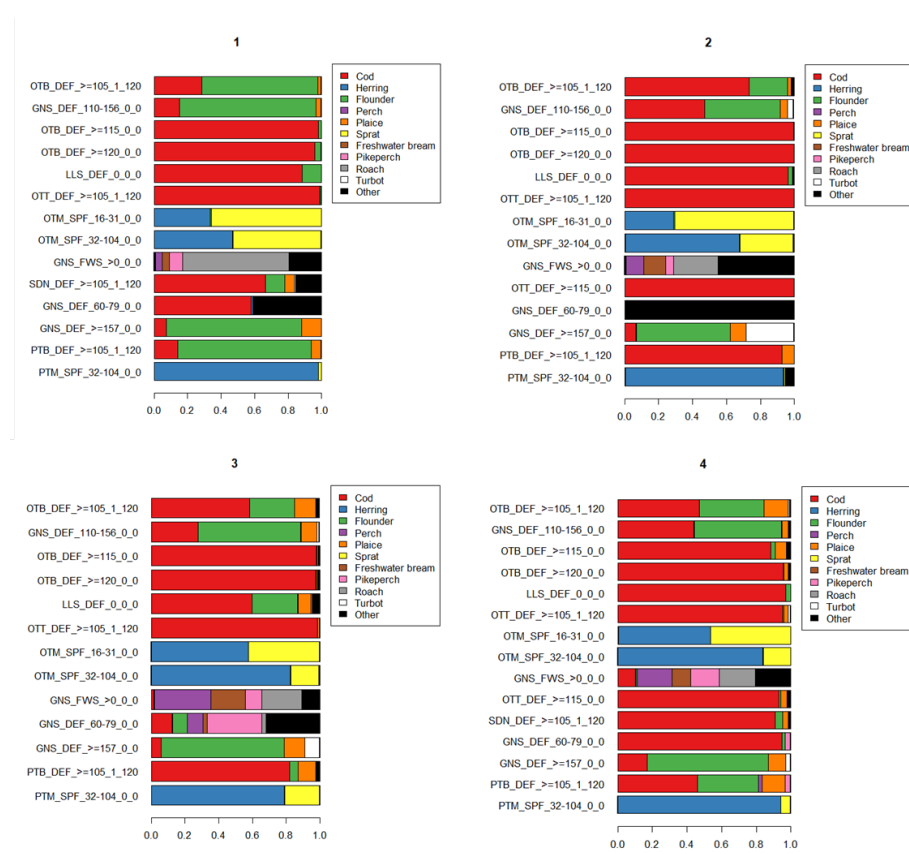 1
OTB_DEF_>=105_1_120
GNS_DEF_110-156_0_0
OTB_DEF_>=115_0_0
OTB_DEF_>=120_0_0
LLS_DEF_0_0_0
OTT_DEF_>=105_1_120
OTM_SPF_16-31_0_0
OTM_SPF_32-104_0_0
GNS_FWS_>0_0_0
SDN_DEF_>=105_1_120
GNS_DEF_60-79_0_0
GNS_DEF_>=157_0_0
PTB_DEF_>=105_1_120
PTM_SPF_32-104_0_0
0.0 0.2 0.4 0.6 0.8 1.0
Cod
Herring
Flounder
Perch
Plaice
Sprat
Freshwater bream
Pikeperch
Roach
Turbot
Other
2
OTB_DEF_>=105_1_120
GNS_DEF_110-156_0_0
OTB_DEF_>=115_0_0
OTB_DEF_>=120_0_0
LLS_DEF_0_0_0
OTT_DEF_>=105_1_120
OTM_SPF_16-31_0_0
OTM_SPF_32-104_0_0
GNS_FWS_>0_0_0
OTT_DEF_>=115_0_0
GNS_DEF_60-79_0_0
GNS_DEF_>=157_0_0
PTB_DEF_>=105_1_120
PTM_SPF_32-104_0_0
0.0 0.2 0.4 0.6 0.8 1.0
Cod
Herring
Flounder
Perch
Plaice
Sprat
Freshwater bream
Pikeperch
Roach
Turbot
Other
3
OTB_DEF_>=105_1_120
GNS_DEF_110-156_0_0
OTB_DEF_>=115_0_0
OTB_DEF_>=120_0_0
LLS_DEF_0_0_0
OTT_DEF_>=105_1_120
OTM_SPF_16-31_0_0
OTM_SPF_32-104_0_0
GNS_FWS_>0_0_0
GNS_DEF_60-79_0_0
GNS_DEF_>=157_0_0
PTB_DEF_>=105_1_120
PTM_SPF_32-104_0_0
0.0 0.2 0.4 0.6 0.8 1.0
Cod
Herring
Flounder
Perch
Plaice
Sprat
Freshwater bream
Pikeperch
Roach
Turbot
Other
4
OTB_DEF_>=105_1_120
GNS_DEF_110-156_0_0
OTB_DEF_>=115_0_0
OTB_DEF_>=120_0_0
LLS_DEF_0_0_0
OTT_DEF_>=105_1_120
OTM_SPF_16-31_0_0
OTM_SPF_32-104_0_0
GNS_FWS_>0_0_0
OTT_DEF_>=115_0_0
SDN_DEF_>=105_1_120
GNS_DEF_60-79_0_0
GNS_DEF_>=157_0_0
PTB_DEF_>=105_1_120
PTM_SPF_32-104_0_0
0.0 0.2 0.4 0.6 0.8 1.0
Cod
Herring
Flounder
Perch
Plaice
Sprat
Freshwater bream
Pikeperch
Roach
Turbot
Other